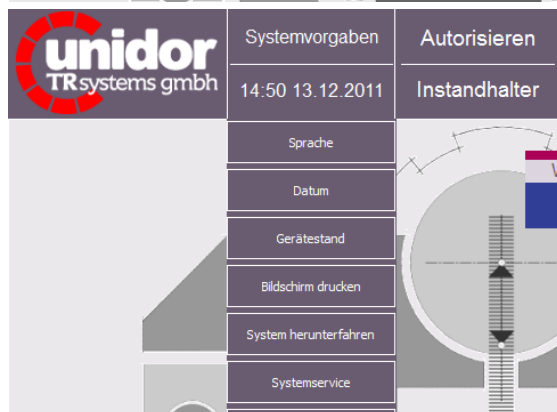 unidor
TRsystems gmbh
Systemvorgaben
14:50 13.12.2011
Autorisieren
Instandhalter
Sprache
Datum
Gerätestand
Bildschirm drucken
System herunterfahren
Systemservice